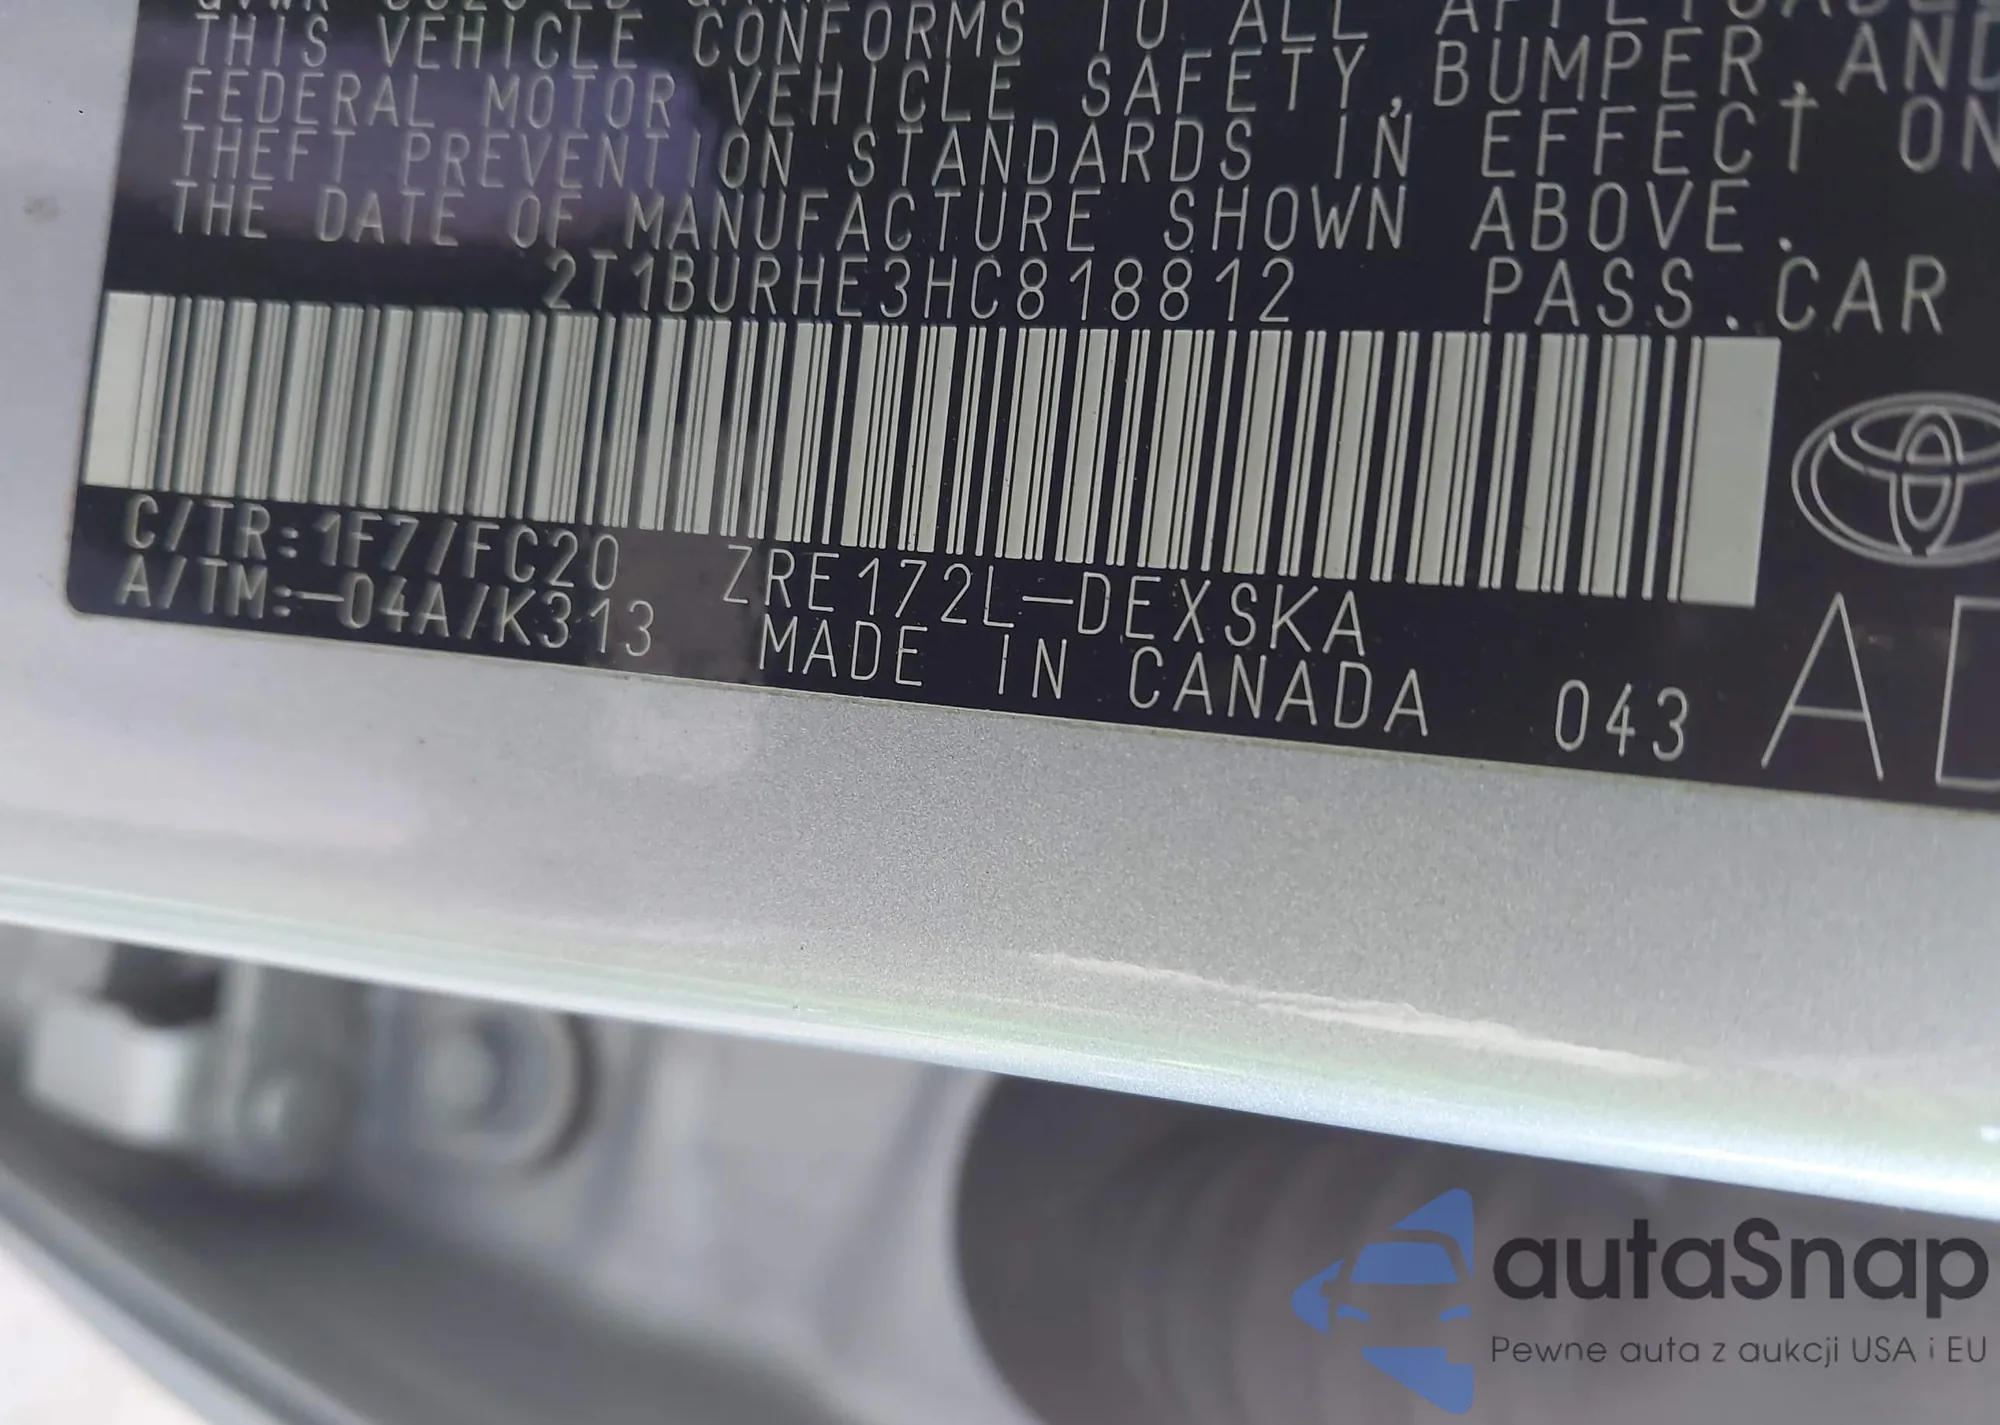 THIS VEHICLE CONFORMS TO ALL
FEDERAL MOTOR VEHICLE SAFETY, BUMPER, AND
THEFT PREVENTION STANDARDS IN EFFECT ON
THE DATE OF MANUFACTURE SHOWN ABOVE.
2T1BURHE3HC818812 PASS.CAR
C/TR:1F7/FC20 ZRE172L-DEXSKA
A/TM:-04A/K313 MADE IN CANADA 043
autaSnap
Pewne auta z aukcji USA i EU